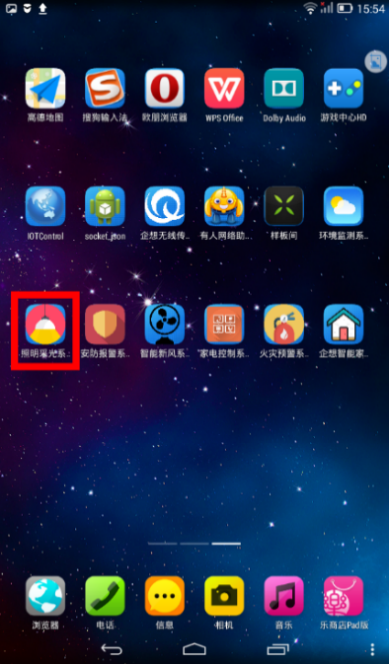 15:54
高德地图
搜狗输入法
欧朋浏览器
WPS Office
Dolby Audio
游戏中心HD
IOTControl
socket_json
企想无线传..
有人网络助..
样板间
环境监测系..
照明采光系..
安防报警系..
智能新风系..
家电控制系..
火灾预警系..
企想智能家..
浏览器
电话
信息
相机
音乐
乐商店Pad版